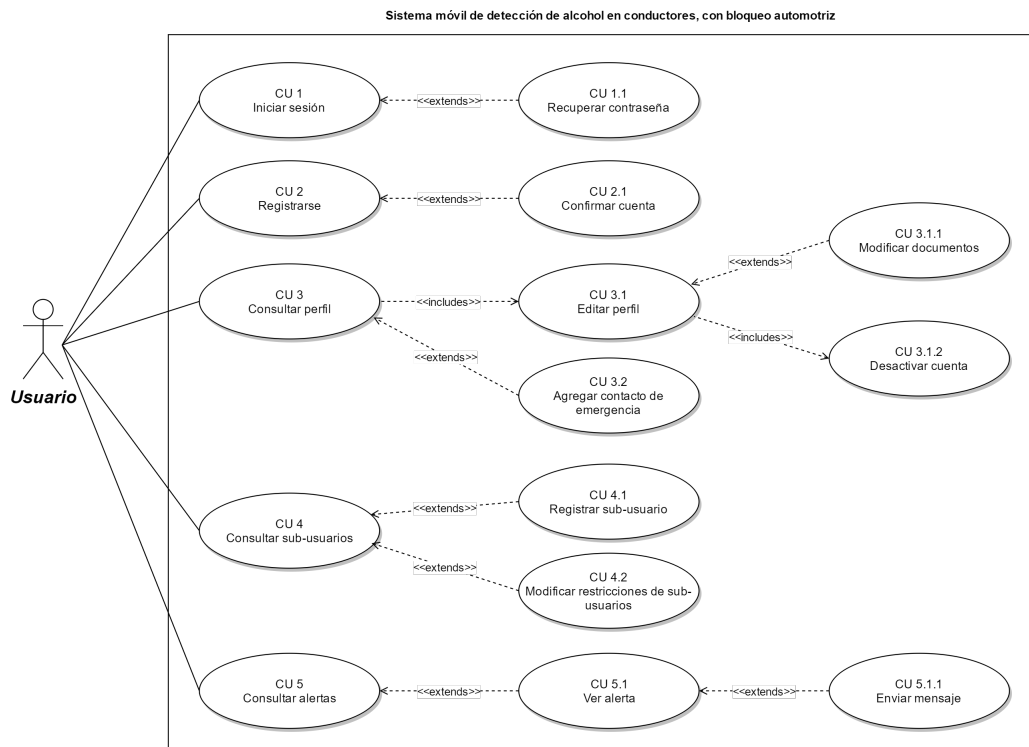 Sistema móvil de detección de alcohol en conductores, con bloqueo automotriz
CU 1
Iniciar sesión
<<extends>>
CU 1.1
Recuperar contraseña
CU 2
Registrarse
<<extends>>
CU 2.1
Confirmar cuenta
CU 3
Consultar perfil
<<includes>>
CU 3.1
Editar perfil
<<extends>>
CU 3.1.1
Modificar documentos
<<includes>>
CU 3.1.2
Desactivar cuenta
<<extends>>
CU 3.2
Agregar contacto de
emergencia
Usuario
CU 4
Consultar sub-usuarios
<<extends>>
CU 4.1
Registrar sub-usuario
<<extends>>
CU 4.2
Modificar restricciones de sub-
usuarios
CU 5
Consultar alertas
<<extends>>
CU 5.1
Ver alerta
<<extends>>
CU 5.1.1
Enviar mensaje